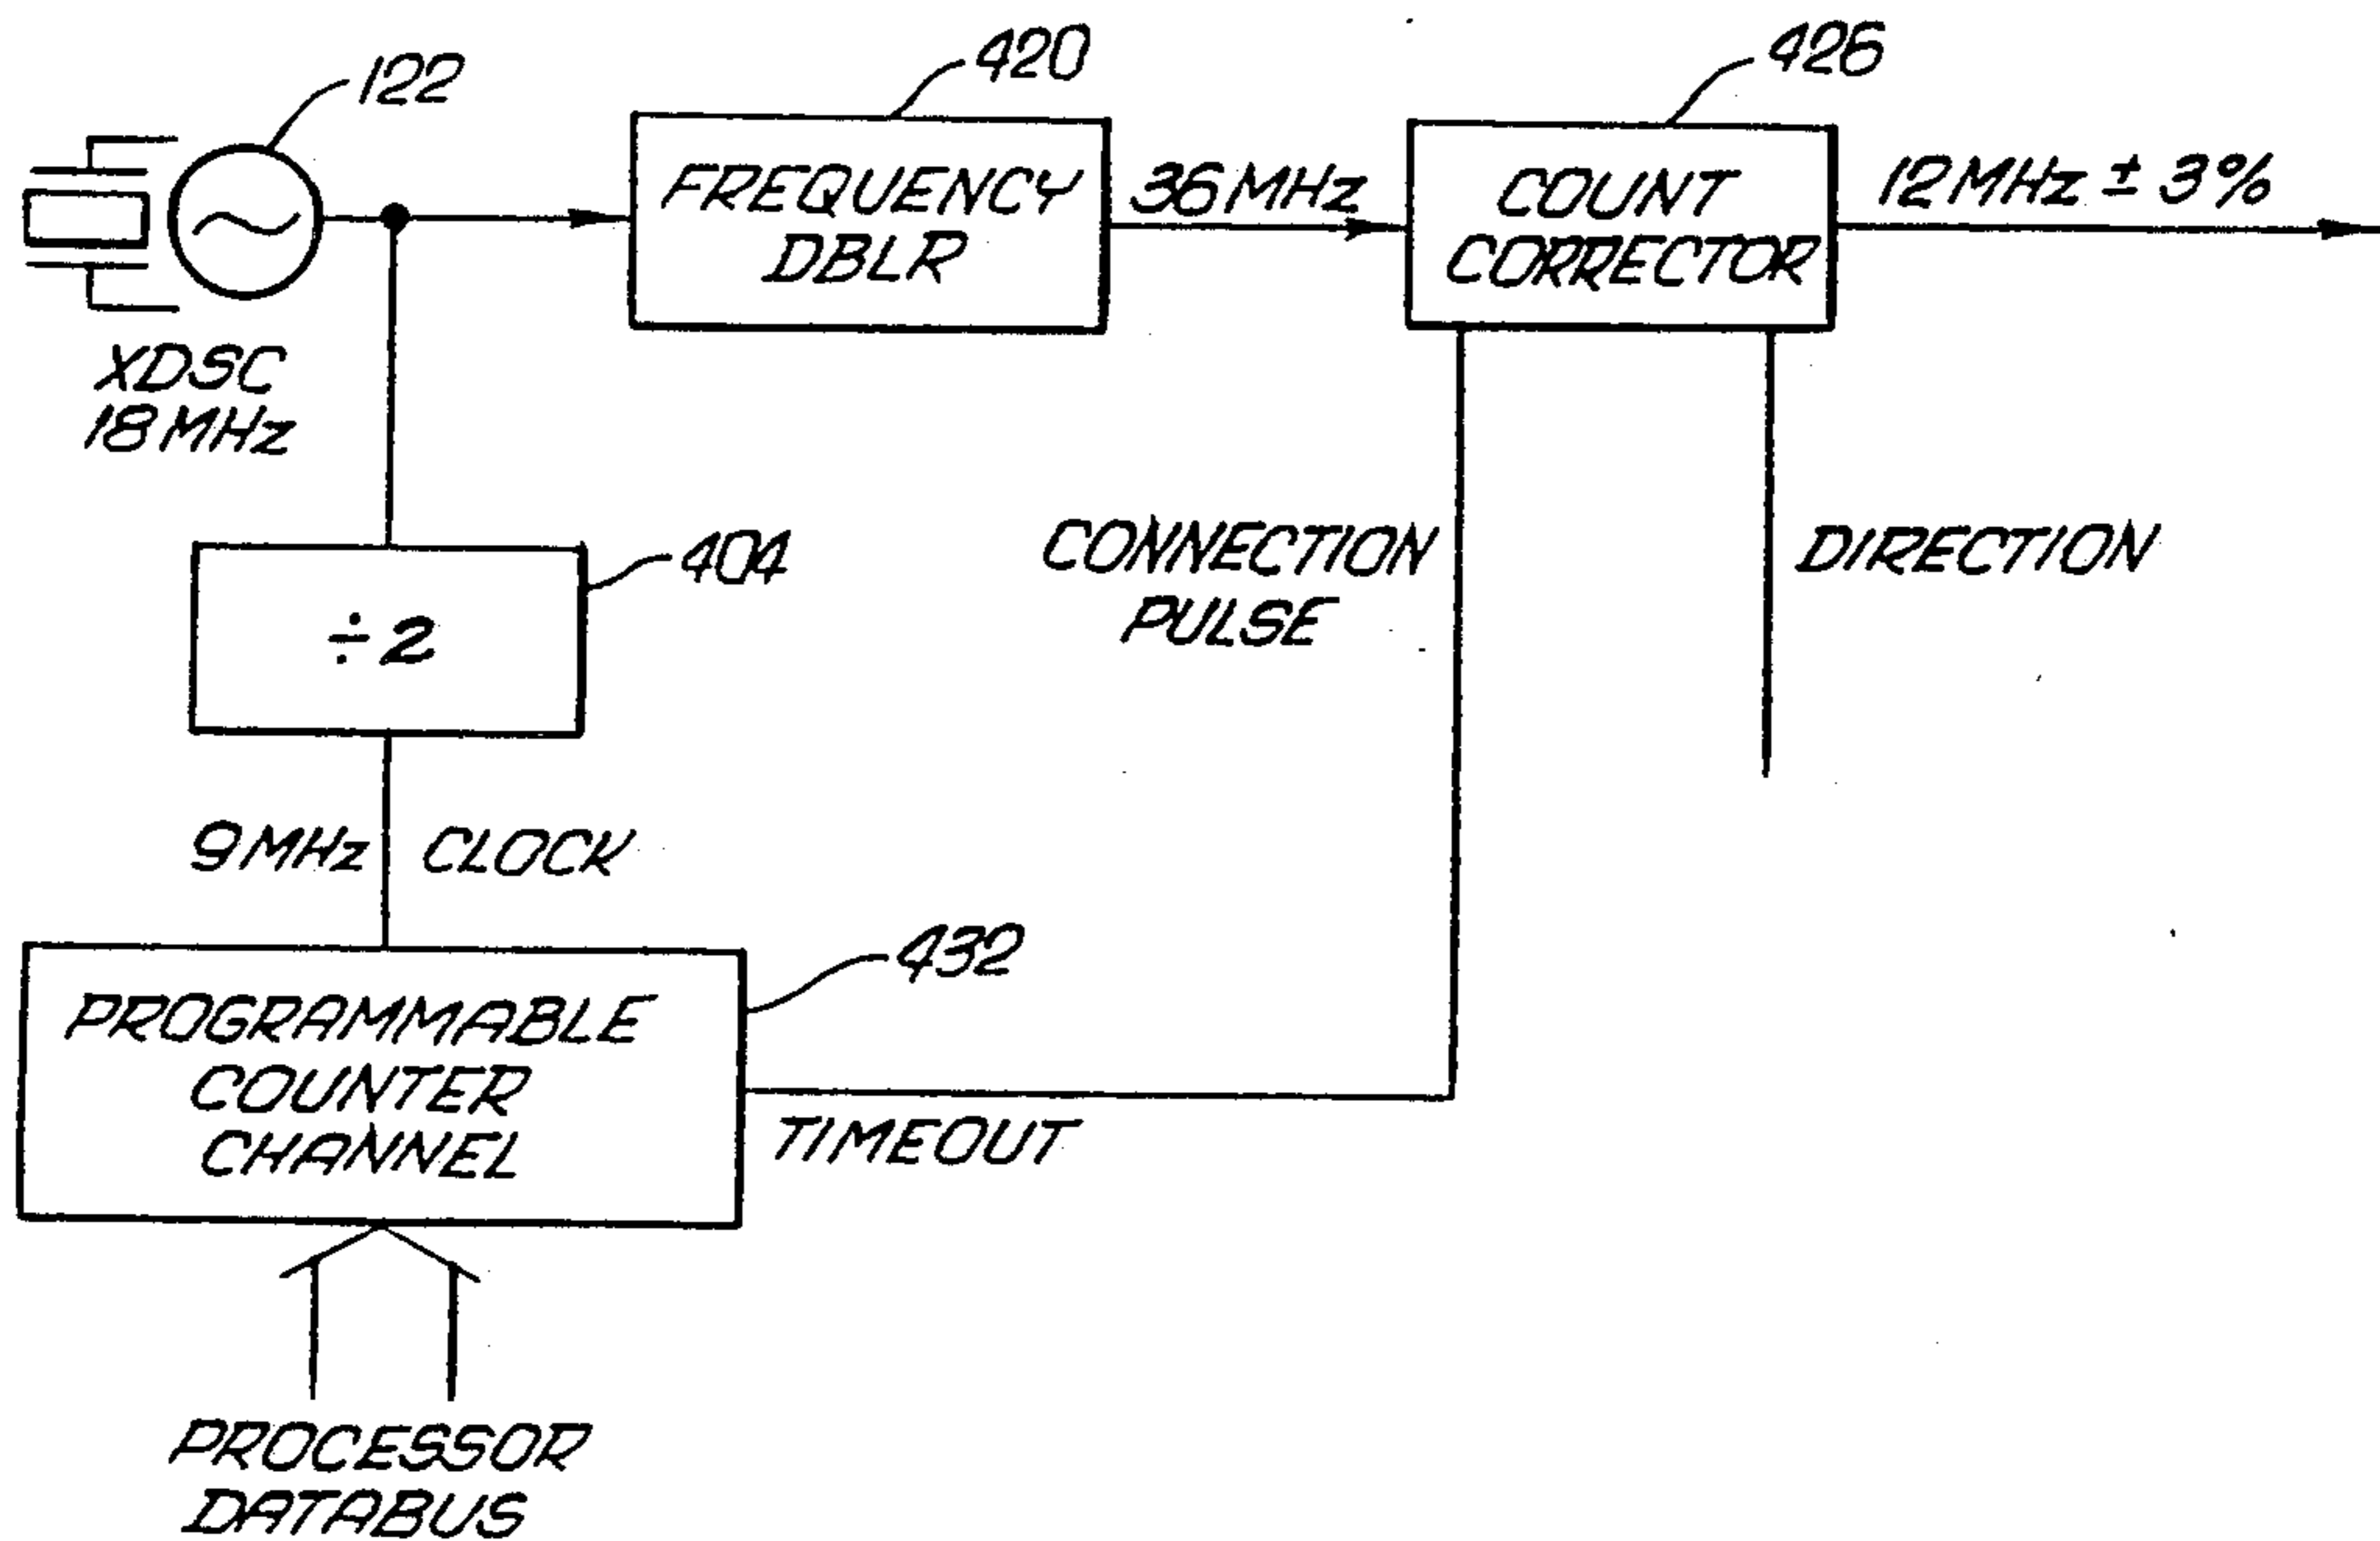 122
420
426
FREQUENCY
DBLR
36 MHz
COUNT
CORRECTOR
12 MHz ± 3%
XDSC
18 MHz
÷2
404
CONNECTION
PULSE
DIRECTION
9 MHz CLOCK
PROGRAMMABLE
COUNTER
CHANNEL
432
TIMEOUT
PROCESSOR
DATABUS